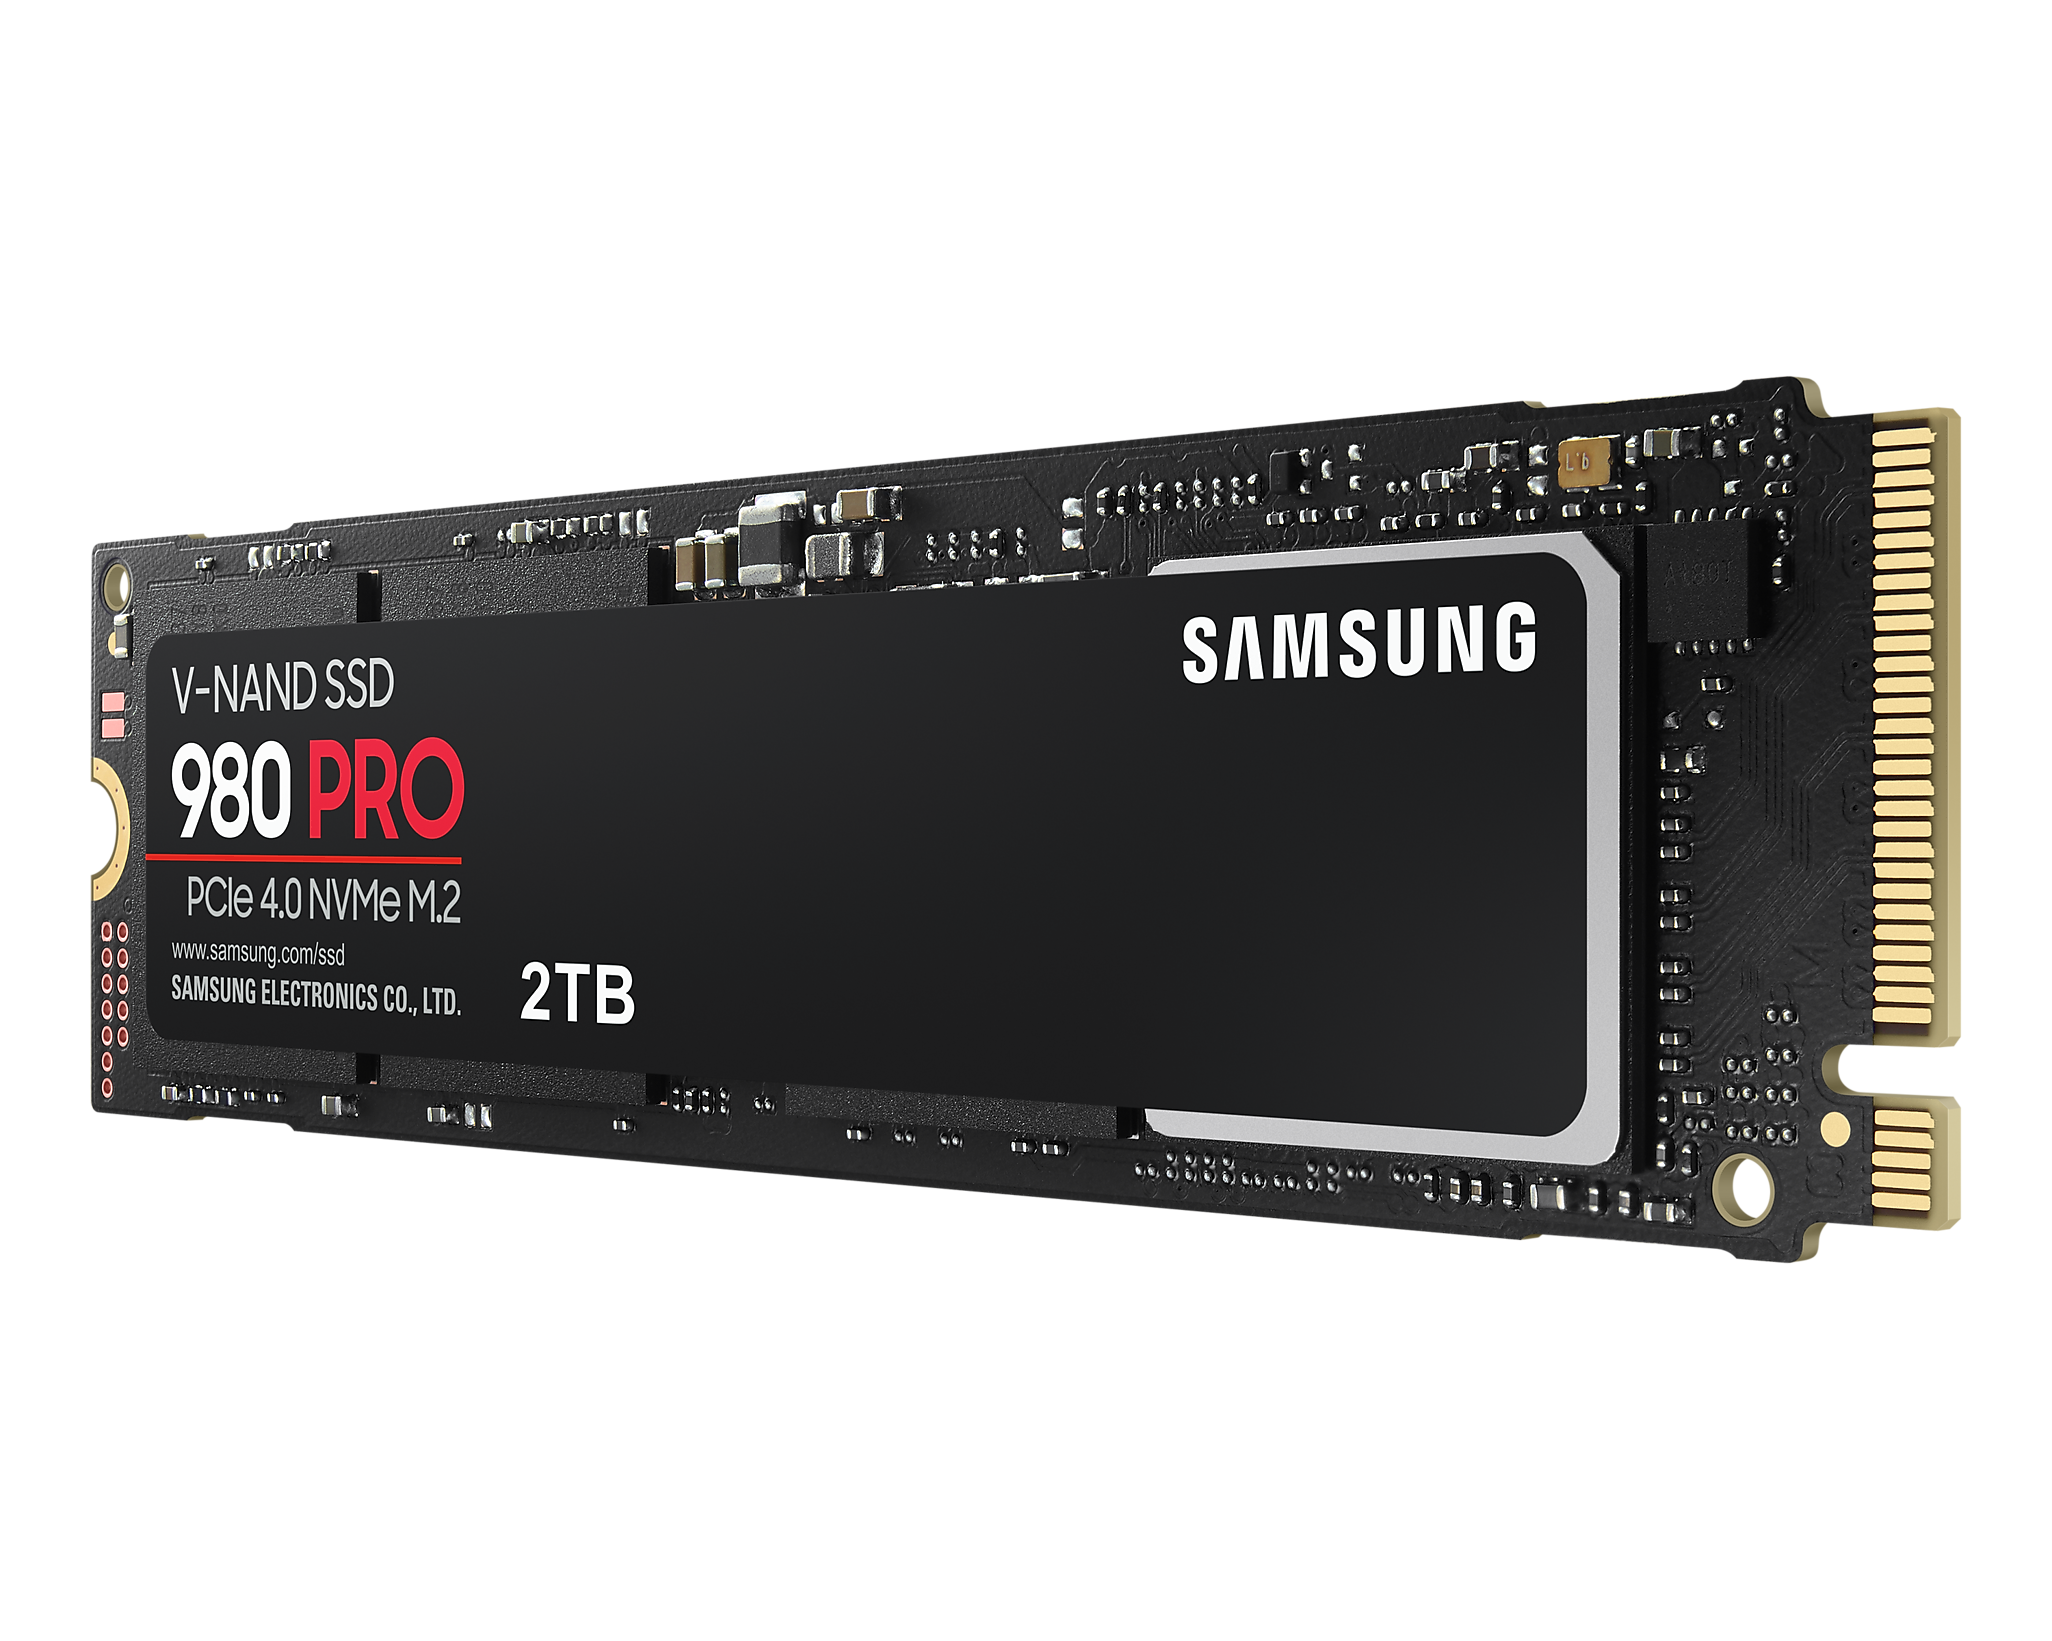 V-NAND SSD
980 PRO
PCIe 4.0 NVMe M.2
www.samsung.com/ssd
SAMSUNG ELECTRONICS CO., LTD.
2TB
SAMSUNG